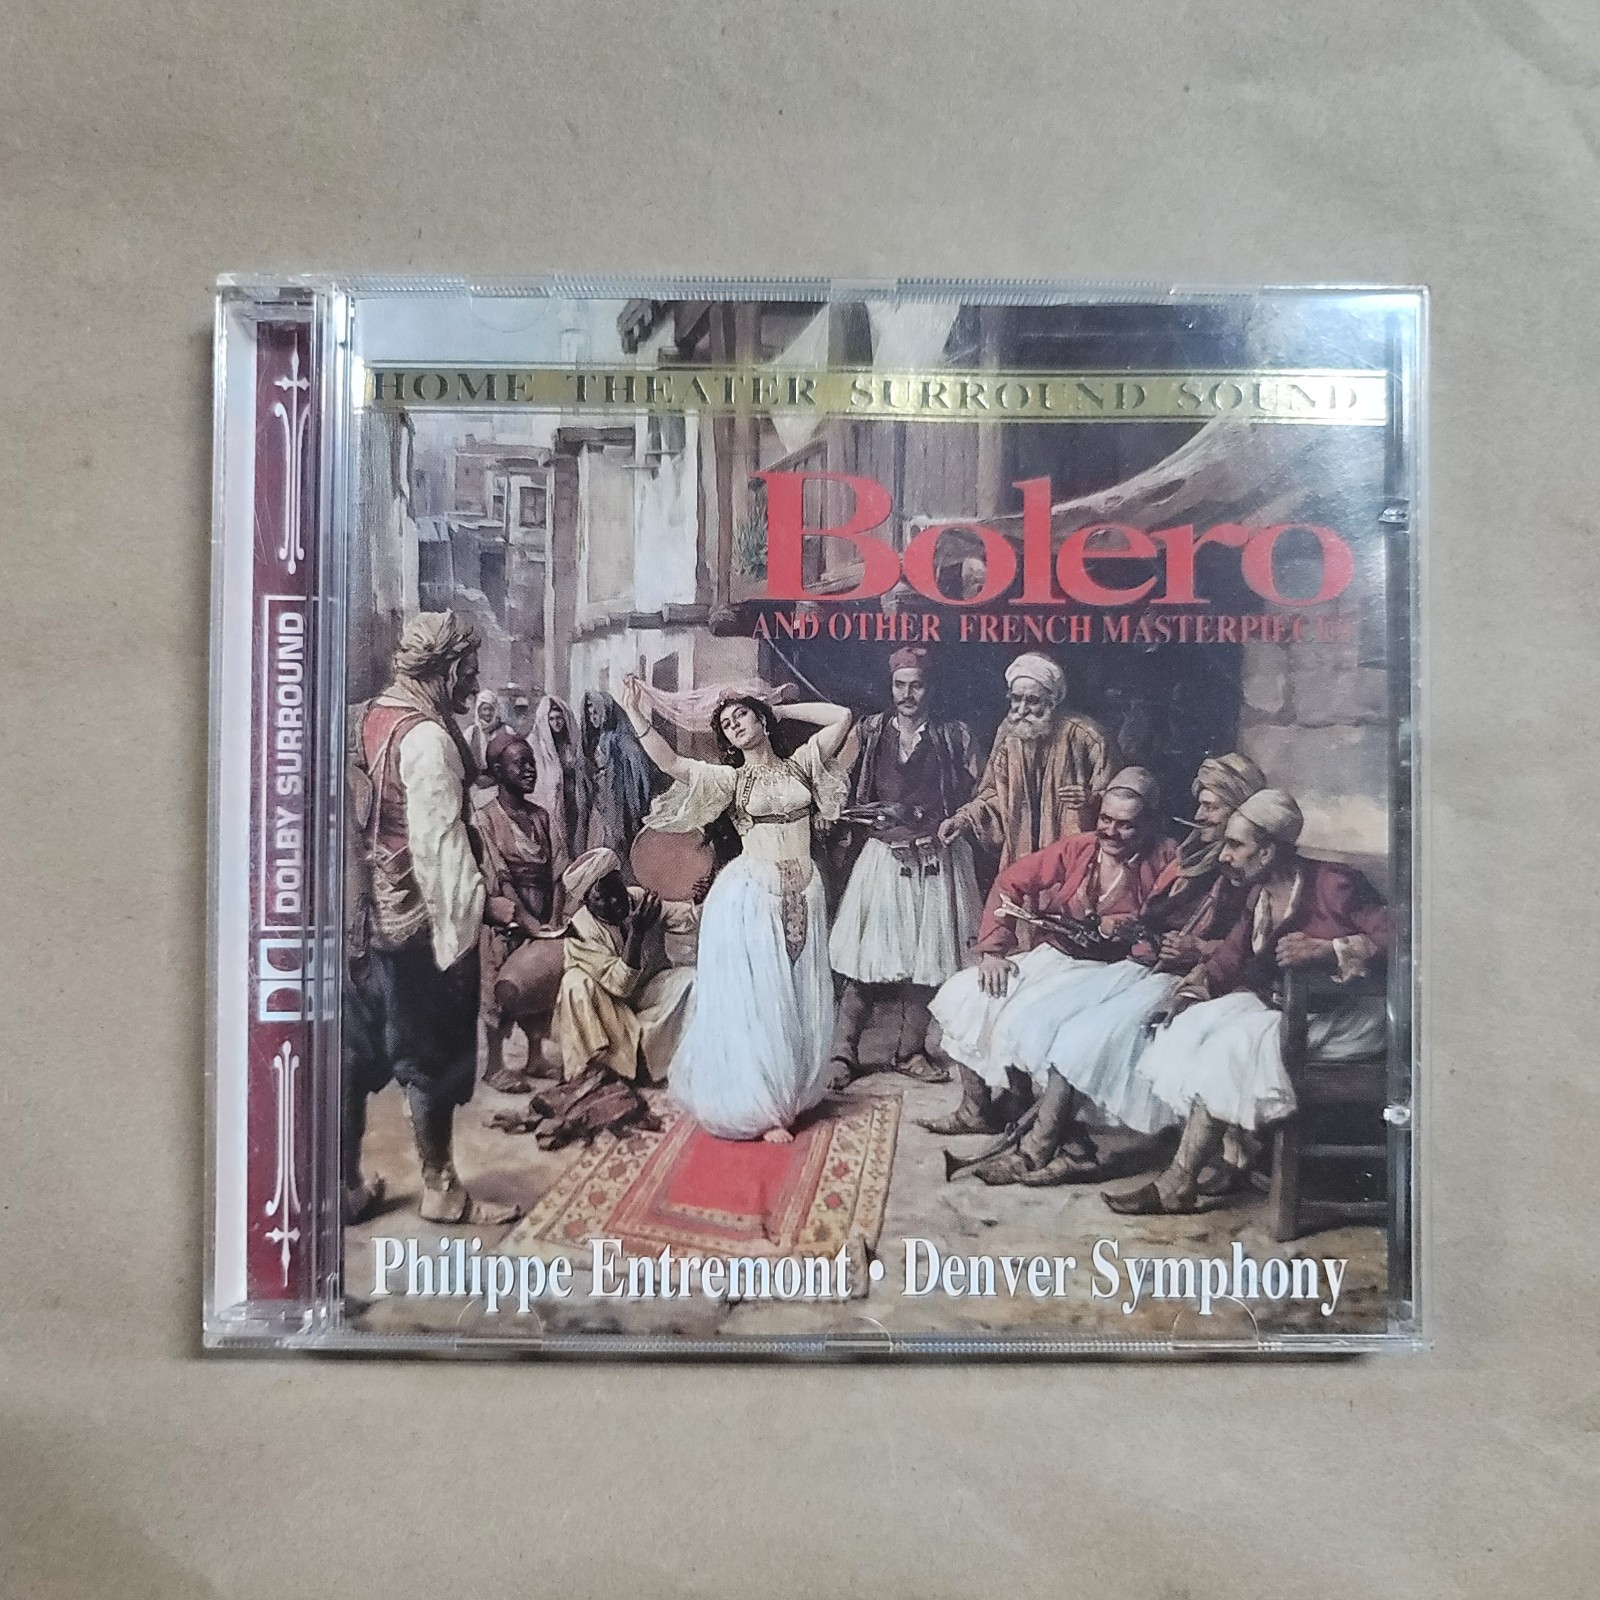 HOME THEATER SURROUND SOUND
Bolero
AND OTHER FRENCH MASTERPIECES
DOLBY SURROUND
Philippe Entremont • Denver Symphony